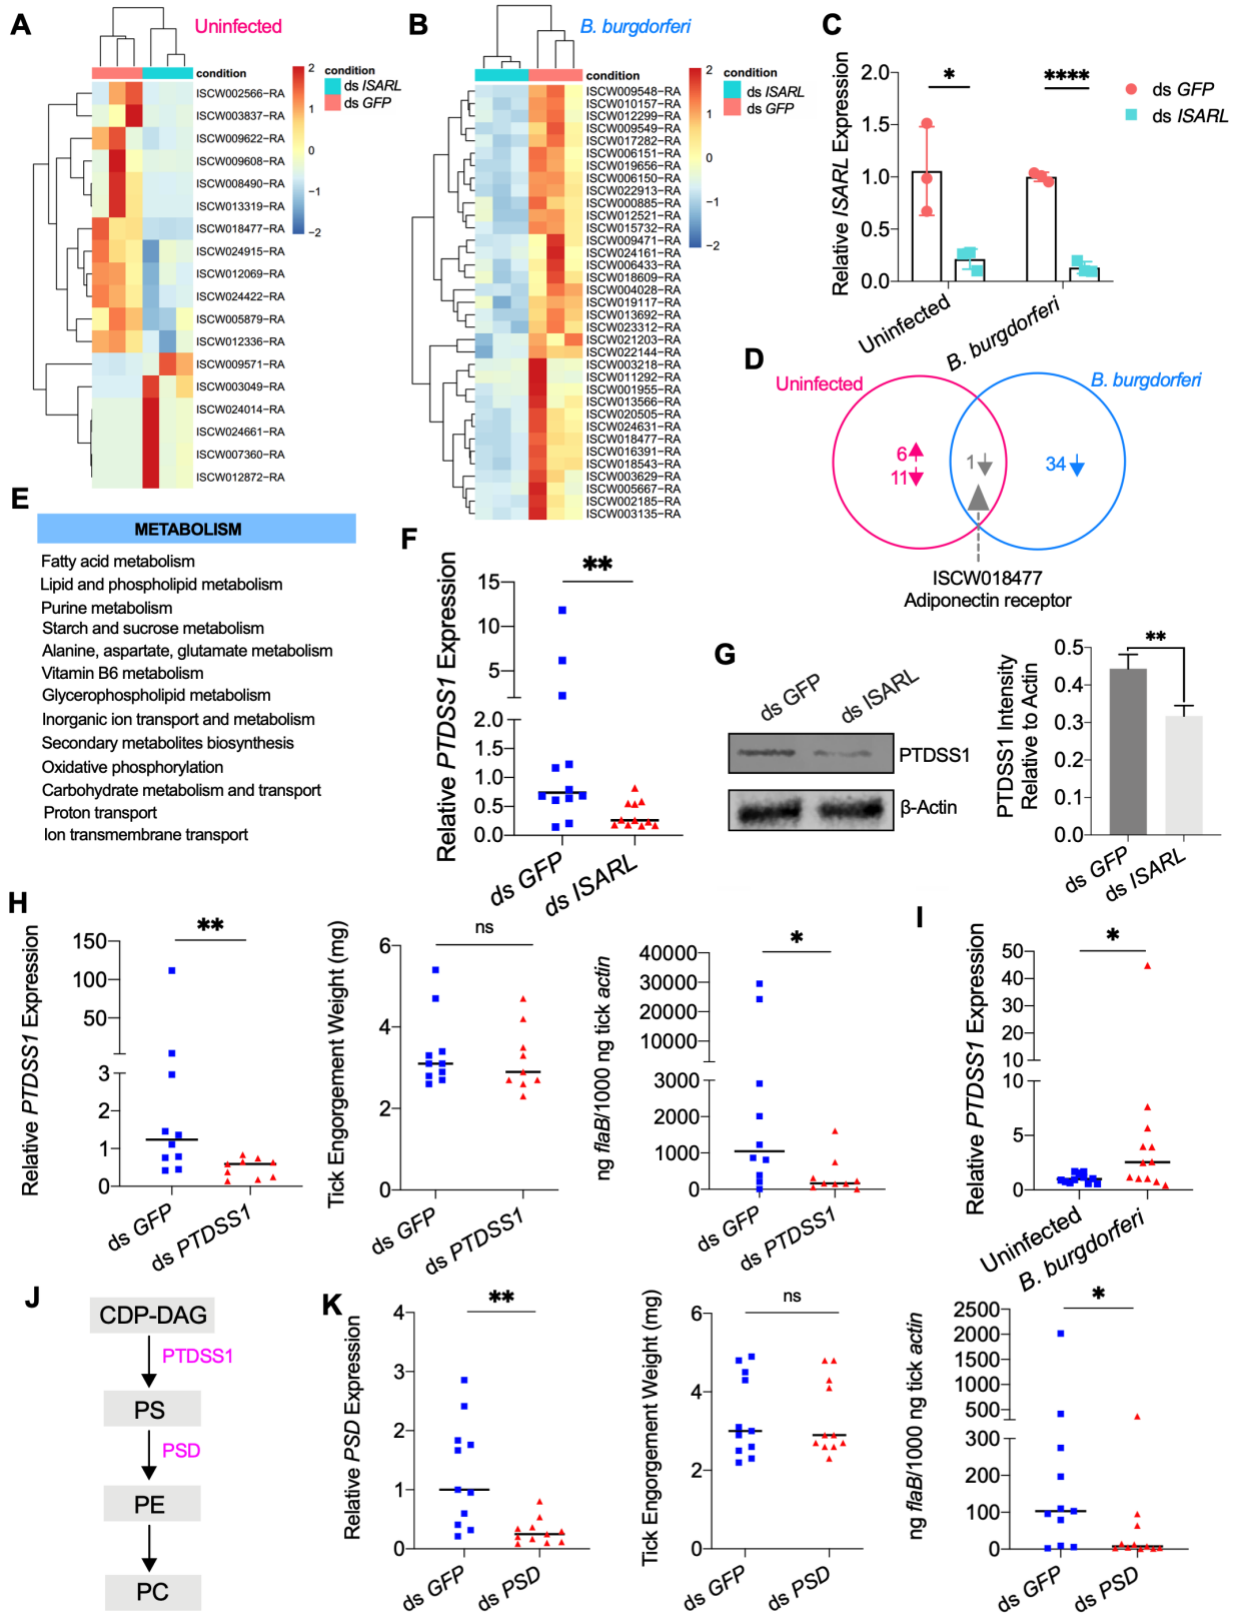 A
Uninfected
condition
2
1
0
−1
−2
condition
ds ISARL
ds GFP
ISCW002566−RA
ISCW003837−RA
ISCW009622−RA
ISCW009608−RA
ISCW008490−RA
ISCW013319−RA
ISCW018477−RA
ISCW024915−RA
ISCW012069−RA
ISCW024422−RA
ISCW005879−RA
ISCW012336−RA
ISCW009571−RA
ISCW003049−RA
ISCW024014−RA
ISCW024661−RA
ISCW007360−RA
ISCW012872−RA
B
B. burgdorferi
condition
2
1
0
−1
−2
condition
ds ISARL
ds GFP
ISCW009548−RA
ISCW010157−RA
ISCW012299−RA
ISCW009549−RA
ISCW017282−RA
ISCW006151−RA
ISCW019656−RA
ISCW006150−RA
ISCW022913−RA
ISCW000885−RA
ISCW012521−RA
ISCW015732−RA
ISCW009471−RA
ISCW024161−RA
ISCW006433−RA
ISCW018609−RA
ISCW004028−RA
ISCW019117−RA
ISCW013692−RA
ISCW023312−RA
ISCW021203−RA
ISCW022144−RA
ISCW003218−RA
ISCW011292−RA
ISCW001955−RA
ISCW013566−RA
ISCW020505−RA
ISCW024631−RA
ISCW018477−RA
ISCW016391−RA
ISCW018543−RA
ISCW003629−RA
ISCW005667−RA
ISCW002185−RA
ISCW003135−RA
C
Relative ISARL Expression
2.0
1.5
1.0
0.5
0.0
*
****
ds GFP
ds ISARL
Uninfected
B. burgdorferi
D
Uninfected
B. burgdorferi
6
11
1
34
ISCW018477
Adiponectin receptor
E
METABOLISM
Fatty acid metabolism
Lipid and phospholipid metabolism
Purine metabolism
Starch and sucrose metabolism
Alanine, aspartate, glutamate metabolism
Vitamin B6 metabolism
Glycerophospholipid metabolism
Inorganic ion transport and metabolism
Secondary metabolites biosynthesis
Oxidative phosphorylation
Carbohydrate metabolism and transport
Proton transport
Ion transmembrane transport
F
Relative PTDSS1 Expression
15
10
5
2.0
1.5
1.0
0.5
0.0
**
ds GFP
ds ISARL
G
ds GFP
ds ISARL
PTDSS1
β-Actin
PTDSS1 Intensity
Relative to Actin
0.5
0.4
0.3
0.2
0.1
0.0
**
ds GFP
ds ISARL
H
Relative PTDSS1 Expression
150
100
50
3
2
1
0
**
ds GFP
ds PTDSS1
Tick Engorgement Weight (mg)
6
4
2
0
ns
ds GFP
ds PTDSS1
ng flaB/1000 ng tick actin
40000
30000
20000
10000
3000
2000
1000
0
*
ds GFP
ds PTDSS1
I
Relative PTDSS1 Expression
50
40
30
20
10
10
5
0
*
Uninfected
B. burgdorferi
J
CDP-DAG
PTDSS1
PS
PSD
PE
PC
K
Relative PSD Expression
4
3
2
1
0
**
ds GFP
ds PSD
Tick Engorgement Weight (mg)
6
4
2
0
ns
ds GFP
ds PSD
ng flaB/1000 ng tick actin
2500
2000
1500
1000
500
300
200
100
0
*
ds GFP
ds PSD